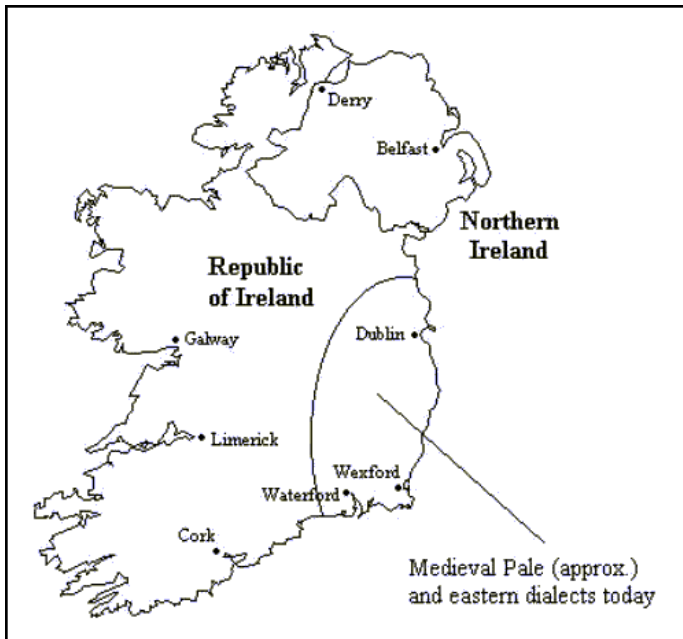 Derry
Belfast
Northern
Ireland
Republic
of Ireland
Dublin
Galway
Limerick
Wexford
Waterford
Cork
Medieval Pale (approx.)
and eastern dialects today